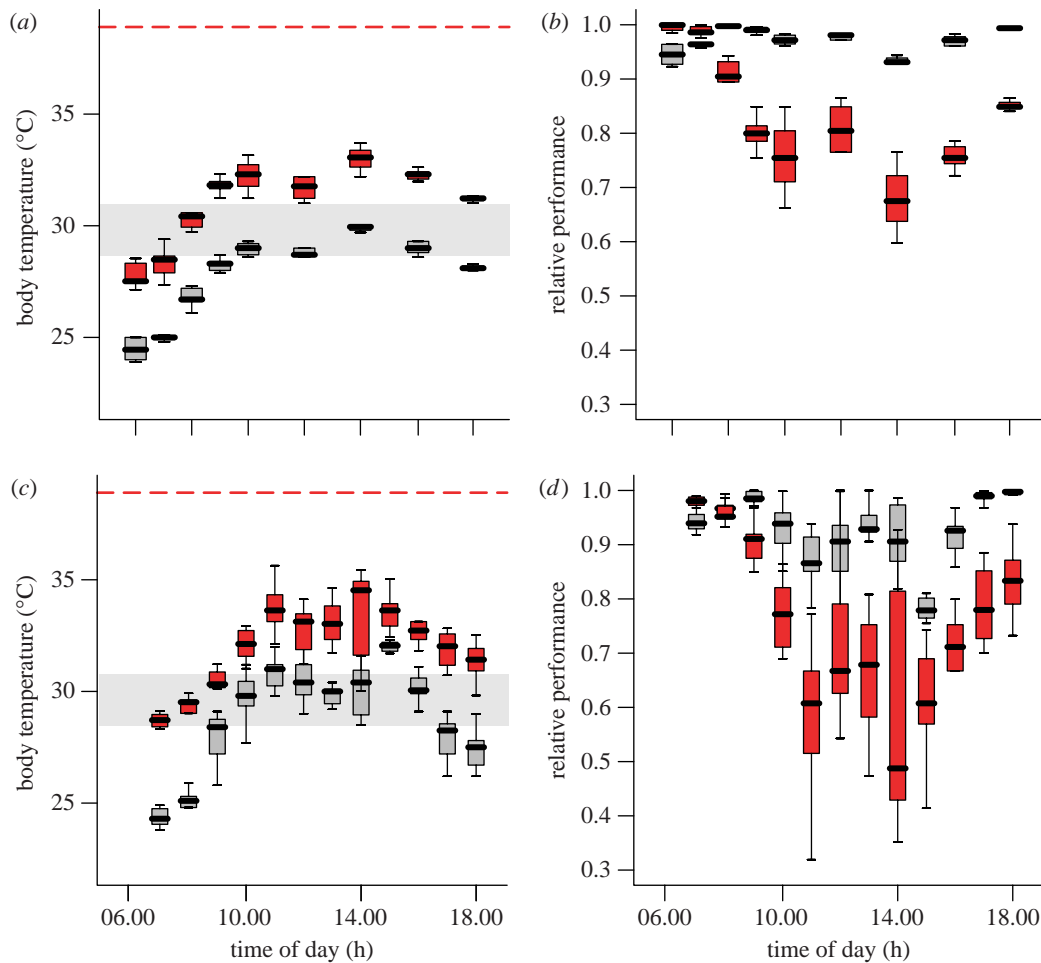 (a)
(b)
35
30
25
body temperature (°C)
1.0
0.9
0.8
0.7
0.6
0.5
0.4
0.3
relative performance
(c)
(d)
35
30
25
body temperature (°C)
06.00 10.00 14.00 18.00
time of day (h)
1.0
0.9
0.8
0.7
0.6
0.5
0.4
0.3
relative performance
06.00 10.00 14.00 18.00
time of day (h)